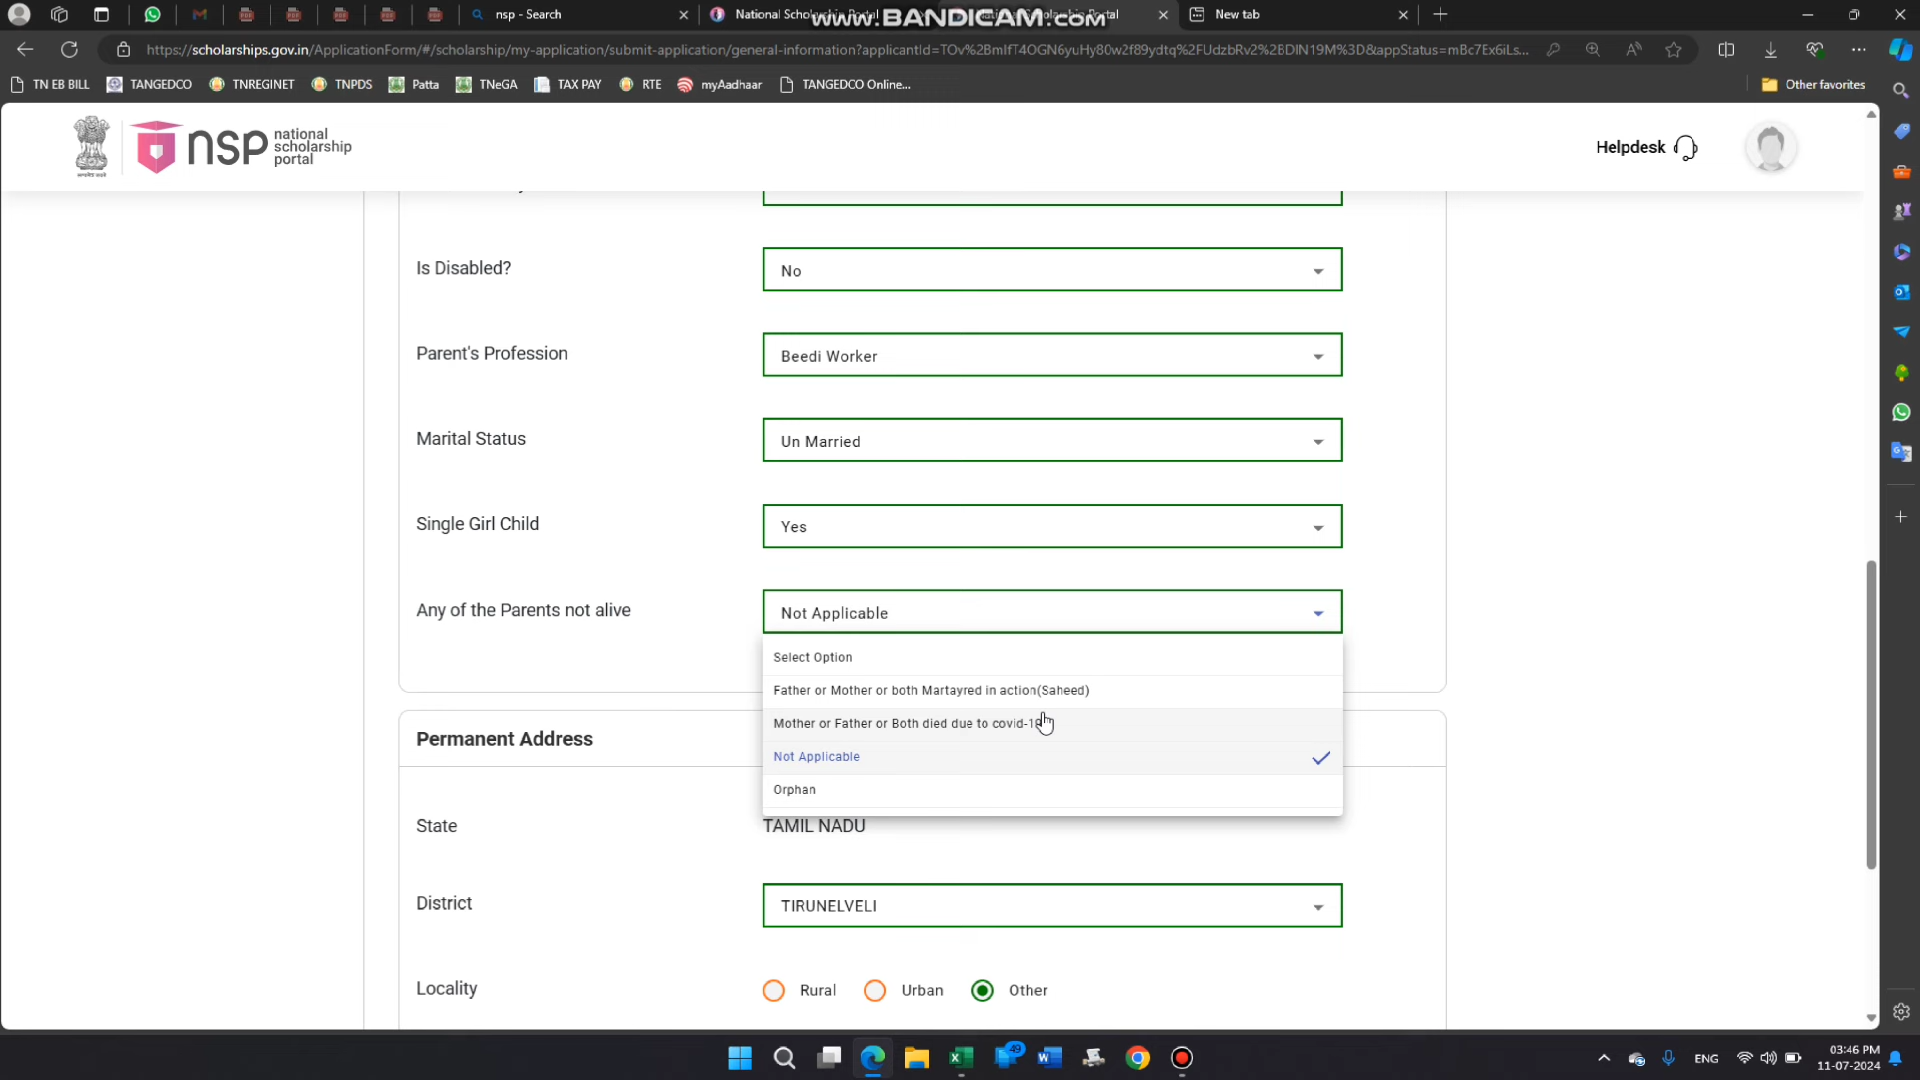 nsp - Search
National Scholarship Portal
www.BANDICAM.com
New tab
https://scholarships.gov.in/ApplicationForm/#/scholarship/my-application/submit-application/general-information?applicantId=TOv%2BmIfT4OGN6yuHy80w2f89ydtq%2FUdzbRv2%2BDIN19M%3D&appStatus=mBc7Ex6iLs...
TN EB BILL
TANGEDCO
TNREGINET
TNPDS
Patta
TNeGA
TAX PAY
RTE
myAadhaar
TANGEDCO Online...
Other favorites
nsp national scholarship portal
Helpdesk
Is Disabled?
No
Parent's Profession
Beedi Worker
Marital Status
Un Married
Single Girl Child
Yes
Any of the Parents not alive
Not Applicable
Select Option
Father or Mother or both Martayred in action(Saheed)
Mother or Father or Both died due to covid-19
Not Applicable
Orphan
Permanent Address
State
TAMIL NADU
District
TIRUNELVELI
Locality
Rural
Urban
Other
49
ENG
03:46 PM
11-07-2024